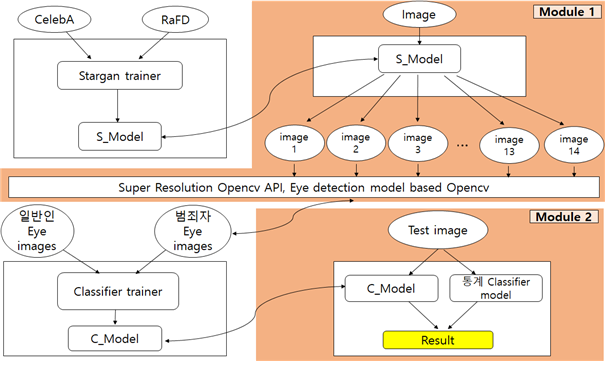 CelebA
RaFD
Stargan trainer
S_Model
Module 1
Image
S_Model
image
1
image
2
image
3
...
image
13
image
14
Super Resolution Opencv API, Eye detection model based Opencv
일반인
Eye
images
범죄자
Eye
images
Classifier trainer
C_Model
Module 2
Test image
C_Model
통계 Classifier
model
Result